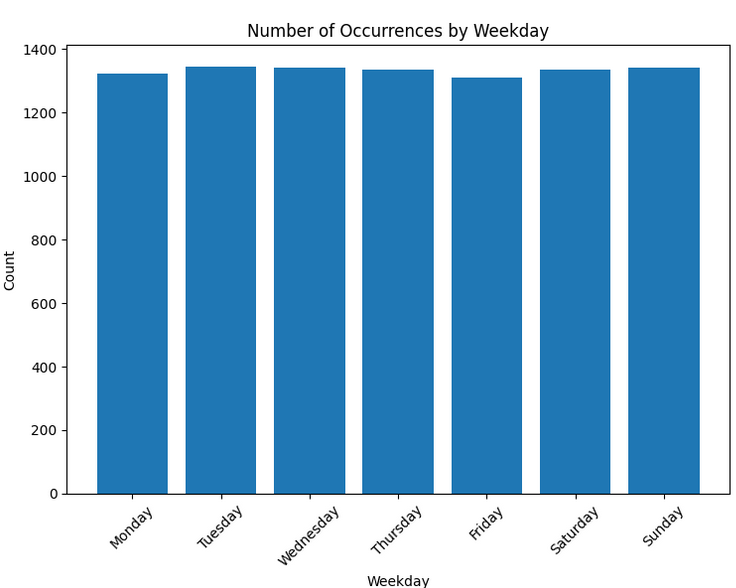 Number of Occurrences by Weekday
1400
1200
1000
800
600
400
200
0
Count
Monday
Tuesday
Wednesday
Thursday
Friday
Saturday
Sunday
Weekday